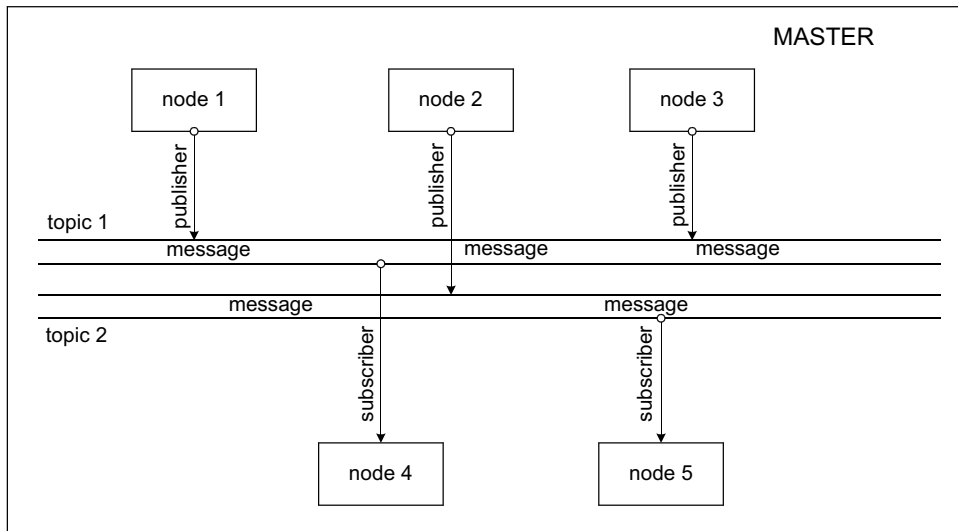 MASTER
node 1
node 2
node 3
publisher
publisher
publisher
topic 1
message
message
message
message
message
topic 2
subscriber
subscriber
node 4
node 5